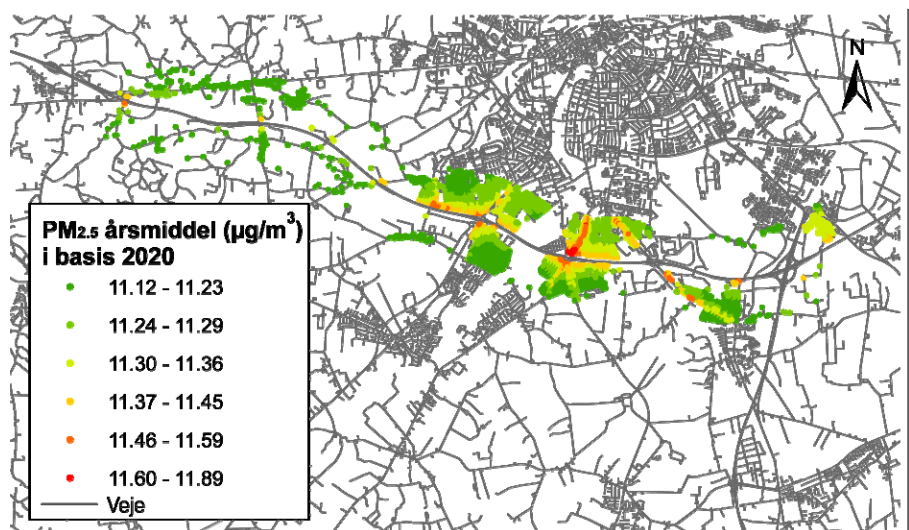 N
PM2.5 årsmiddel (µg/m³)
i basis 2020
11.12 - 11.23
11.24 - 11.29
11.30 - 11.36
11.37 - 11.45
11.46 - 11.59
11.60 - 11.89
Veje